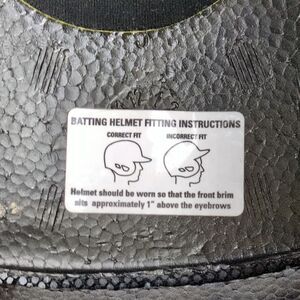 BATTING HELMET FITTING INSTRUCTIONS
CORRECT FIT INCORRECT FIT
Helmet should be worn so that the front brim
sits approximately 1" above the eyebrows